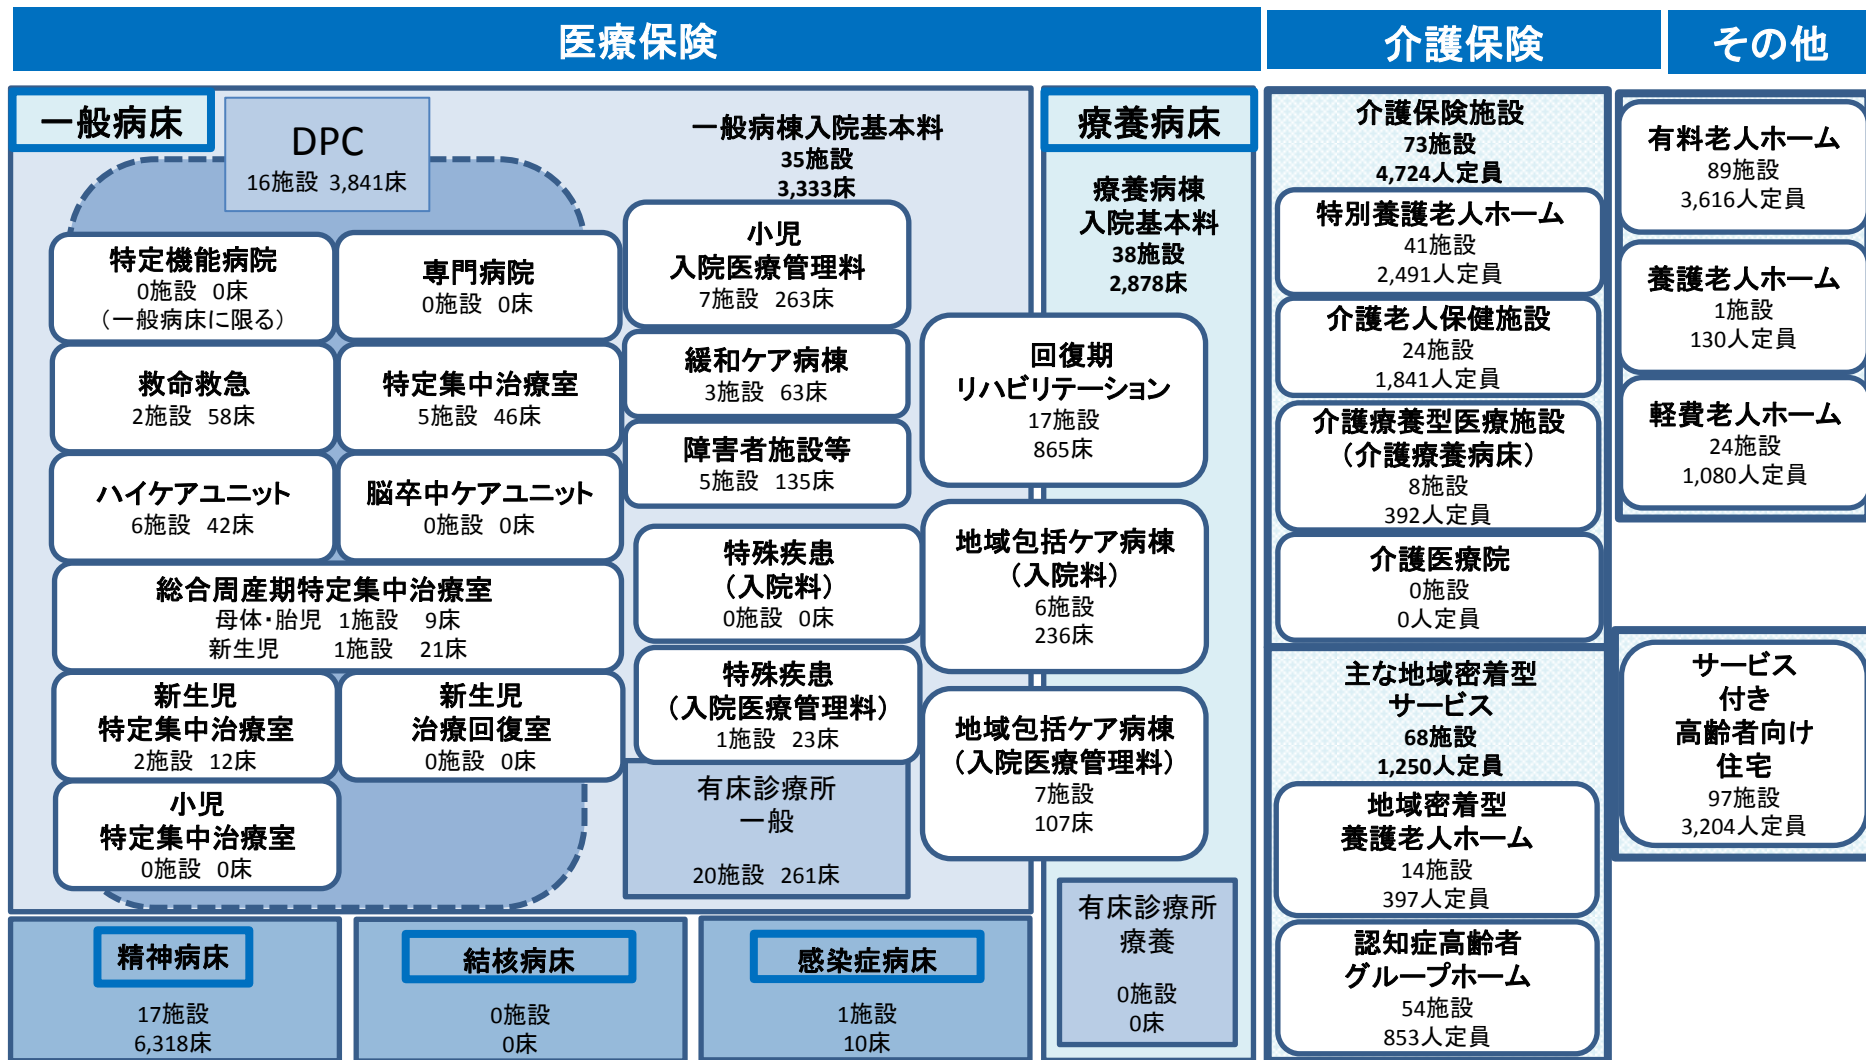 医療保険
介護保険
その他
一般病床
DPC
16施設 3,841床
一般病棟入院基本料
35施設
3,333床
特定機能病院
0施設 0床
（一般病床に限る）
専門病院
0施設 0床
救命救急
2施設 58床
特定集中治療室
5施設 46床
ハイケアユニット
6施設 42床
脳卒中ケアユニット
0施設 0床
総合周産期特定集中治療室
母体・胎児 1施設 9床
新生児 1施設 21床
新生児
特定集中治療室
2施設 12床
新生児
治療回復室
0施設 0床
小児
特定集中治療室
0施設 0床
小児
入院医療管理料
7施設 263床
緩和ケア病棟
3施設 63床
障害者施設等
5施設 135床
特殊疾患
（入院料）
0施設 0床
特殊疾患
（入院医療管理料）
1施設 23床
有床診療所
一般
20施設 261床
療養病床
療養病棟
入院基本料
38施設
2,878床
回復期
リハビリテーション
17施設
865床
地域包括ケア病棟
（入院料）
6施設
236床
地域包括ケア病棟
（入院医療管理料）
7施設
107床
有床診療所
療養
0施設
0床
精神病床
17施設
6,318床
結核病床
0施設
0床
感染症病床
1施設
10床
介護保険施設
73施設
4,724人定員
特別養護老人ホーム
41施設
2,491人定員
介護老人保健施設
24施設
1,841人定員
介護療養型医療施設
（介護療養病床）
8施設
392人定員
介護医療院
0施設
0人定員
主な地域密着型
サービス
68施設
1,250人定員
地域密着型
養護老人ホーム
14施設
397人定員
認知症高齢者
グループホーム
54施設
853人定員
有料老人ホーム
89施設
3,616人定員
養護老人ホーム
1施設
130人定員
軽費老人ホーム
24施設
1,080人定員
サービス
付き
高齢者向け
住宅
97施設
3,204人定員